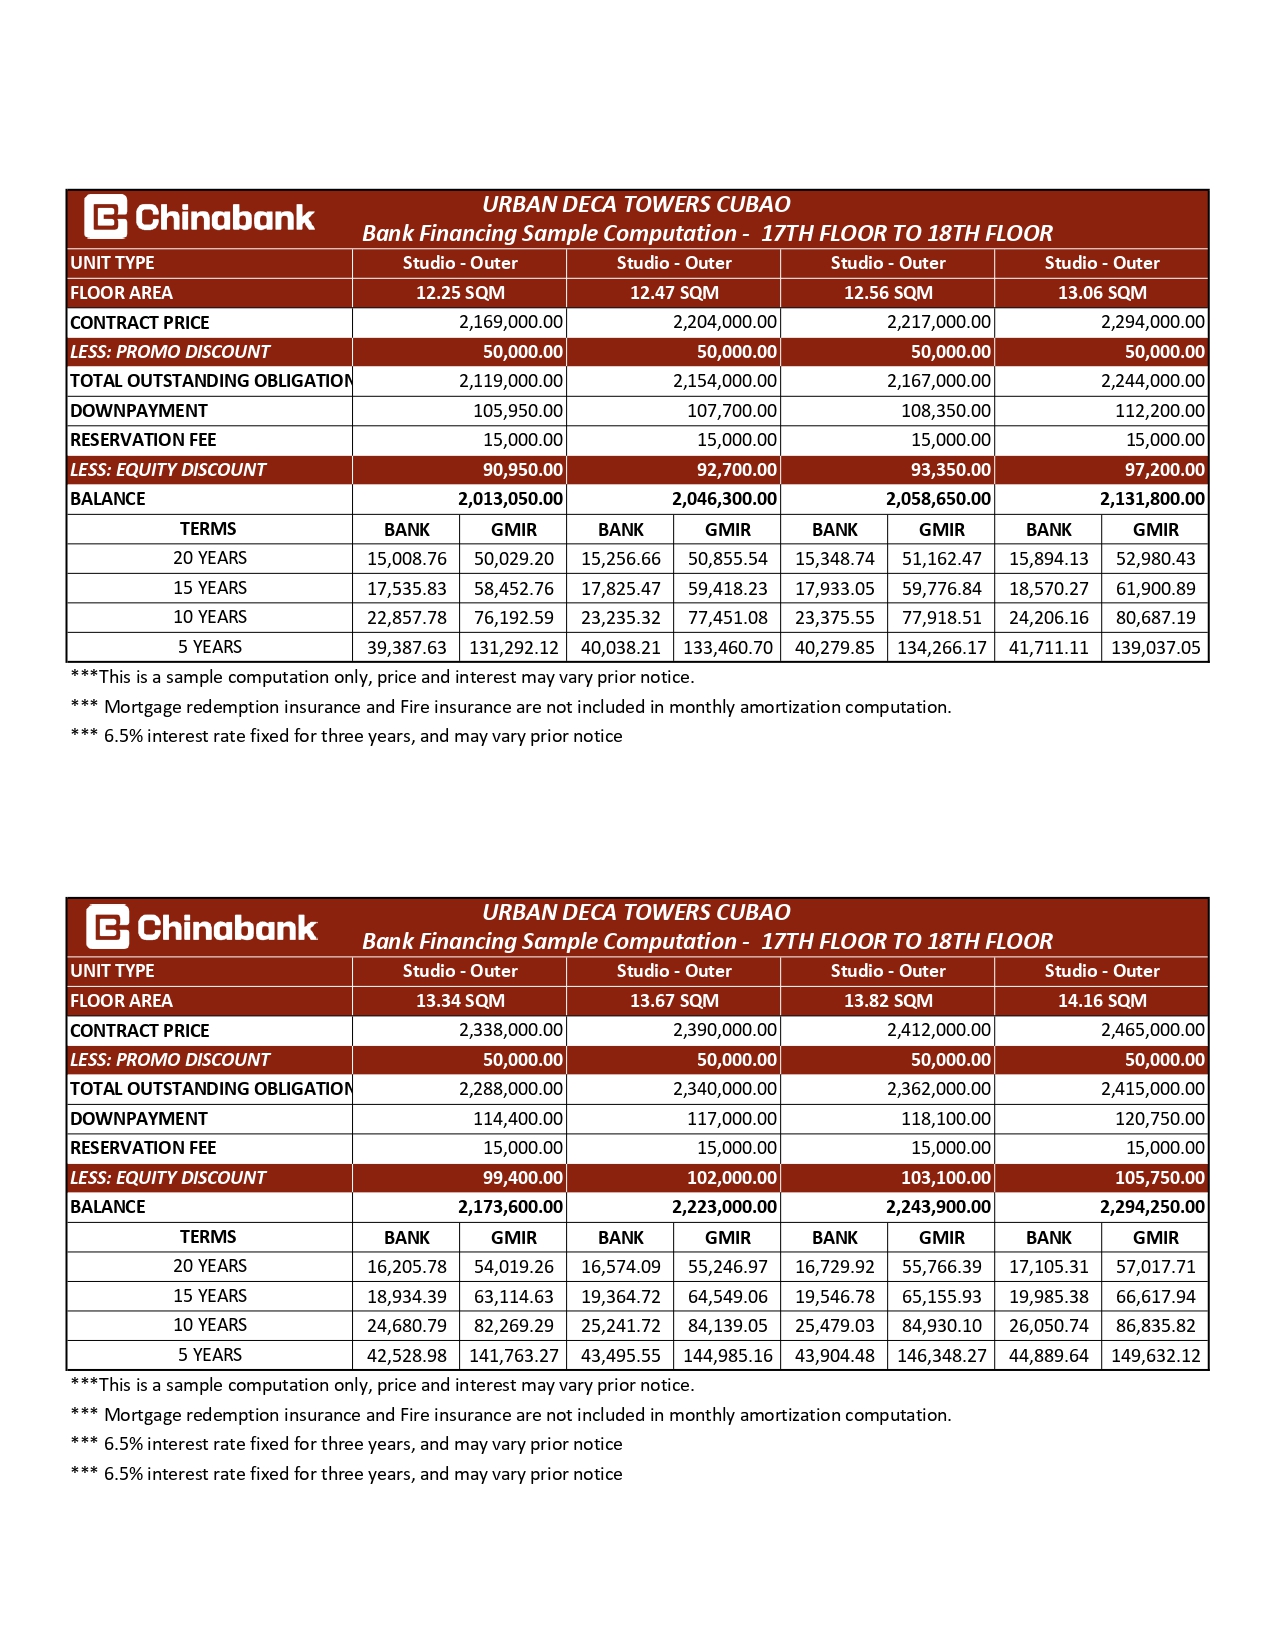 Chinabank
URBAN DECA TOWERS CUBAO
Bank Financing Sample Computation - 17TH FLOOR TO 18TH FLOOR
UNIT TYPE Studio - Outer Studio - Outer Studio - Outer Studio - Outer
FLOOR AREA 12.25 SQM 12.47 SQM 12.56 SQM 13.06 SQM
CONTRACT PRICE 2,169,000.00 2,204,000.00 2,217,000.00 2,294,000.00
LESS: PROMO DISCOUNT 50,000.00 50,000.00 50,000.00 50,000.00
TOTAL OUTSTANDING OBLIGATION 2,119,000.00 2,154,000.00 2,167,000.00 2,244,000.00
DOWNPAYMENT 105,950.00 107,700.00 108,350.00 112,200.00
RESERVATION FEE 15,000.00 15,000.00 15,000.00 15,000.00
LESS: EQUITY DISCOUNT 90,950.00 92,700.00 93,350.00 97,200.00
BALANCE 2,013,050.00 2,046,300.00 2,058,650.00 2,131,800.00
TERMS BANK GMIR BANK GMIR BANK GMIR BANK GMIR
20 YEARS 15,008.76 50,029.20 15,256.66 50,855.54 15,348.74 51,162.47 15,894.13 52,980.43
15 YEARS 17,535.83 58,452.76 17,825.47 59,418.23 17,933.05 59,776.84 18,570.27 61,900.89
10 YEARS 22,857.78 76,192.59 23,235.32 77,451.08 23,375.55 77,918.51 24,206.16 80,687.19
5 YEARS 39,387.63 131,292.12 40,038.21 133,460.70 40,279.85 134,266.17 41,711.11 139,037.05
***This is a sample computation only, price and interest may vary prior notice.
*** Mortgage redemption insurance and Fire insurance are not included in monthly amortization computation.
*** 6.5% interest rate fixed for three years, and may vary prior notice
Chinabank
URBAN DECA TOWERS CUBAO
Bank Financing Sample Computation - 17TH FLOOR TO 18TH FLOOR
UNIT TYPE Studio - Outer Studio - Outer Studio - Outer Studio - Outer
FLOOR AREA 13.34 SQM 13.67 SQM 13.82 SQM 14.16 SQM
CONTRACT PRICE 2,338,000.00 2,390,000.00 2,412,000.00 2,465,000.00
LESS: PROMO DISCOUNT 50,000.00 50,000.00 50,000.00 50,000.00
TOTAL OUTSTANDING OBLIGATION 2,288,000.00 2,340,000.00 2,362,000.00 2,415,000.00
DOWNPAYMENT 114,400.00 117,000.00 118,100.00 120,750.00
RESERVATION FEE 15,000.00 15,000.00 15,000.00 15,000.00
LESS: EQUITY DISCOUNT 99,400.00 102,000.00 103,100.00 105,750.00
BALANCE 2,173,600.00 2,223,000.00 2,243,900.00 2,294,250.00
TERMS BANK GMIR BANK GMIR BANK GMIR BANK GMIR
20 YEARS 16,205.78 54,019.26 16,574.09 55,246.97 16,729.92 55,766.39 17,105.31 57,017.71
15 YEARS 18,934.39 63,114.63 19,364.72 64,549.06 19,546.78 65,155.93 19,985.38 66,617.94
10 YEARS 24,680.79 82,269.29 25,241.72 84,139.05 25,479.03 84,930.10 26,050.74 86,835.82
5 YEARS 42,528.98 141,763.27 43,495.55 144,985.16 43,904.48 146,348.27 44,889.64 149,632.12
***This is a sample computation only, price and interest may vary prior notice.
*** Mortgage redemption insurance and Fire insurance are not included in monthly amortization computation.
*** 6.5% interest rate fixed for three years, and may vary prior notice
*** 6.5% interest rate fixed for three years, and may vary prior notice